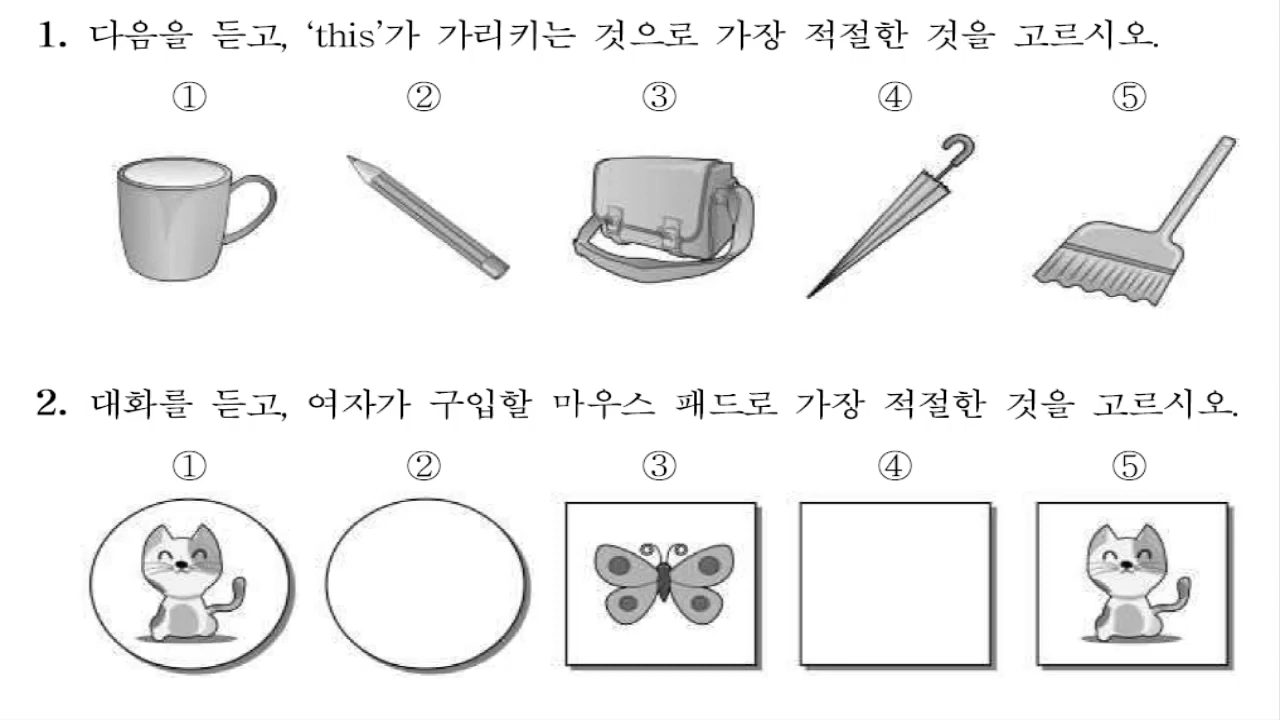 1. 다음을 듣고, ‘this’가 가리키는 것으로 가장 적절한 것을 고르시오.
① ② ③ ④ ⑤
2. 대화를 듣고, 여자가 구입할 마우스 패드로 가장 적절한 것을 고르시오.
① ② ③ ④ ⑤